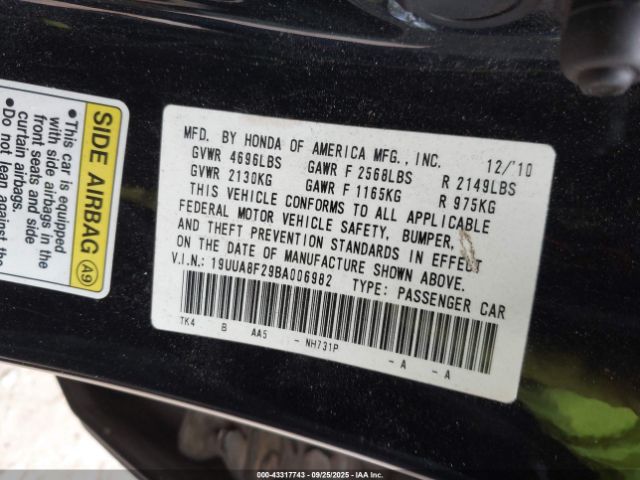 SIDE AIRBAG A9
•This car is equipped
with side airbags in the
front seats and side
curtain airbags.
•Do not lean against the
MFD. BY HONDA OF AMERICA MFG., INC. 12/'10
GVWR 4696LBS GAWR F 2568LBS R 2149LBS
GVWR 2130KG GAWR F 1165KG R 975KG
THIS VEHICLE CONFORMS TO ALL APPLICABLE
FEDERAL MOTOR VEHICLE SAFETY, BUMPER,
AND THEFT PREVENTION STANDARDS IN EFFECT
ON THE DATE OF MANUFACTURE SHOWN ABOVE.
V.I.N.: 19UUA8F29BA006982 TYPE: PASSENGER CAR
TK4 B AA5 - NH731P - A - A
000-43317743 - 09/25/2025 - IAA Inc.